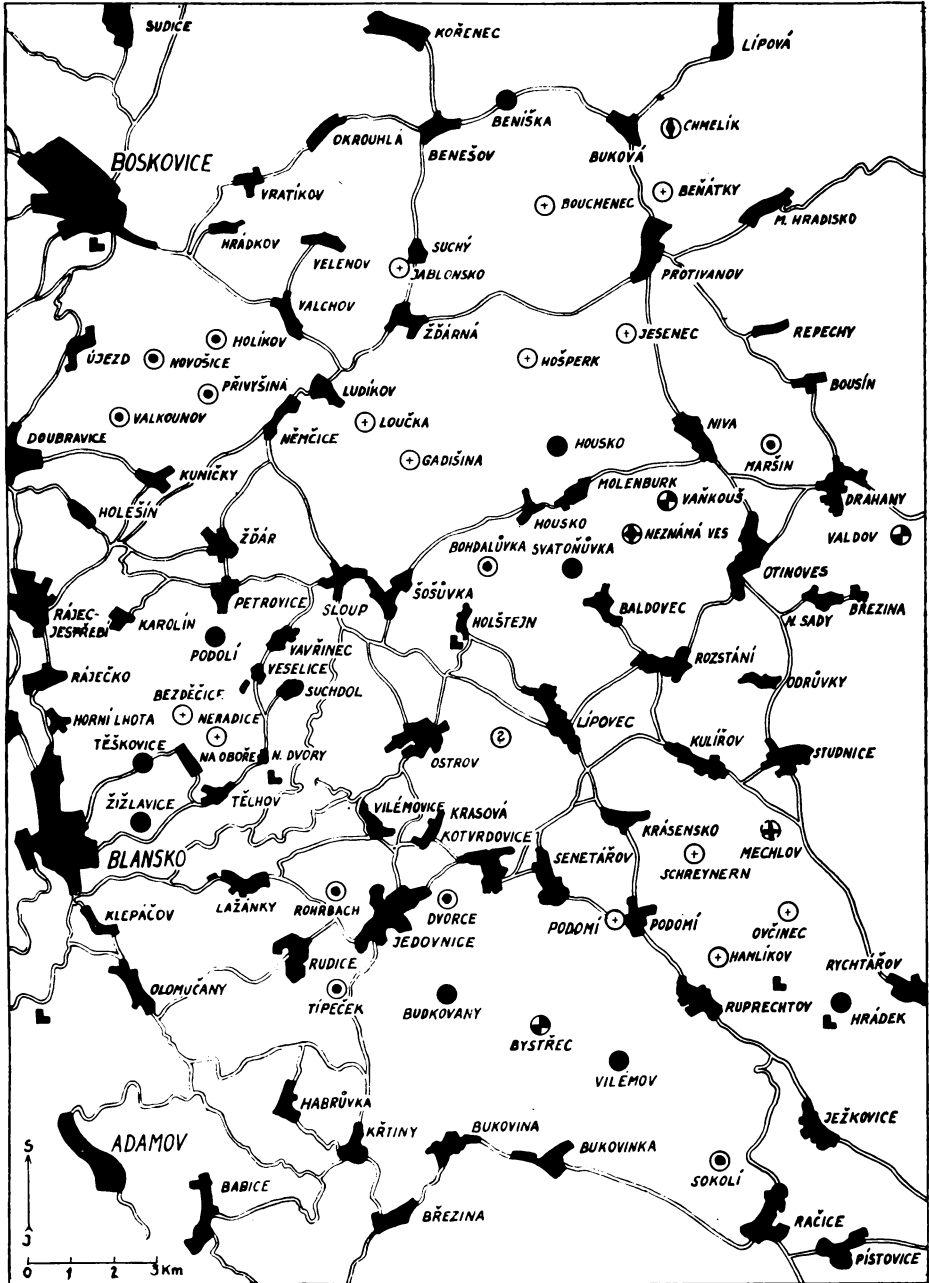 SUDICE
KOŘENEC
LÍPOVÁ
BENÍŠKA
CHMELÍK
OKROUHLÁ
BENEŠOV
BUKOVÁ
BOSKOVICE
VRATÍKOV
BOUCHENEC
BEŇÁTKY
M. HRADISKO
HRÁDKOV
VELENOV
SUCHÝ
JABLONSKO
PROTIVANOV
VALCHOV
ŽĎÁRNÁ
JESENEC
REPECHY
HOLÍKOV
ÚJEZD
NOVOŠICE
HOŠPERK
PŘIVYŠINA
LUDÍKOV
BOUSÍN
VALKOUNOV
LOUČKA
NIVA
DOUBRAVICE
NĚMČICE
HOUSKO
MARŠÍN
KUNIČKY
GADIŠINA
MOLENBURK
VAŇKOUŠ
DRAHANY
HOLEŠÍN
HOUSKO
NEZNÁMÁ VES
VALDOV
ŽĎÁR
BOHDALŮVKA
SVATOŇŮVKA
OTINOVES
PETROVICE
SLOUP
ŠOŠŮVKA
RÁJEC-
JESTŘEBÍ
KAROLÍN
HOLŠTEJN
BALDOVEC
N. SADY
BŘEZINA
PODOLÍ
VAVŘINEC
VESELICE
RÁJEČKO
SUCHDOL
ROZSTÁNÍ
ODRŮVKY
BEZDĚČICE
NERADICE
HORNÍ LHOTA
LÍPOVEC
TĚŠKOVICE
NA OBOŘE
N. DVORY
OSTROV
?
KULÍŘOV
STUDNICE
ŽIŽLAVICE
TĚCHOV
VILÉMOVICE
KRASOVÁ
KOTVRDOVICE
KRÁSENSKO
MECHLOV
BLANSKO
SENETÁŘOV
SCHREYNERN
LAŽÁNKY
ROHŘBACH
DVORCE
KLEPÁČOV
JEDOVNICE
PODOMÍ
PODOMÍ
OVČINEC
RUDICE
HAMLÍKOV
RYCHTÁŘOV
OLOMUČANY
TÍPEČEK
BUDKOVANY
RUPRECHTOV
HRÁDEK
BYSTŘEC
VILÉMOV
HABRŮVKA
JEŽKOVICE
ADAMOV
KŘTINY
BUKOVINA
BUKOVINKA
S
SOKOLÍ
BABICE
BŘEZINA
RAČICE
J
PÍSTOVICE
0 1 2 3 Km